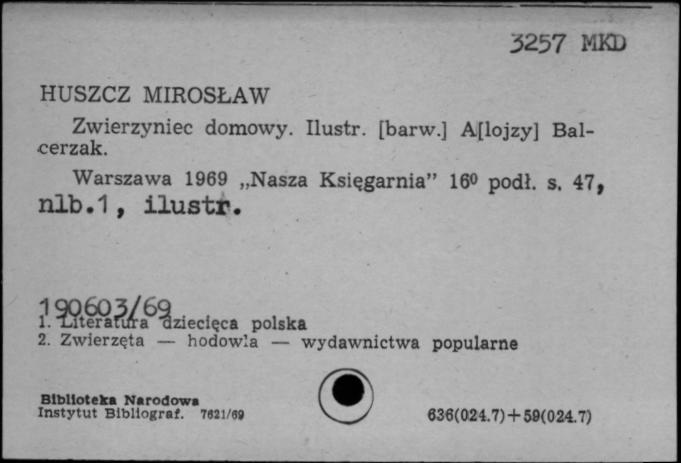 3257 MKD
HUSZCZ MIROSŁAW
Zwierzyniec domowy. Ilustr. [barw.] A[lojzy] Bal-
cerzak.
Warszawa 1969 „Nasza Księgarnia” 16⁰ podł. s. 47,
nlb.1, ilustr.
190603/69
1. Literatura dziecięca polska
2. Zwierzęta — hodowla — wydawnictwa popularne
Biblioteka Narodowa
Instytut Bibliograf. 7621/69
636(024.7)+59(024.7)